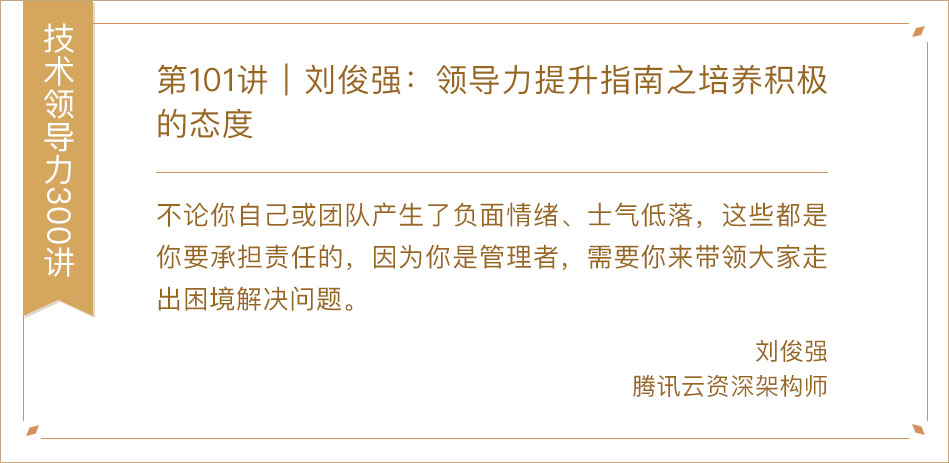 技术领导力300讲
第101讲｜刘俊强：领导力提升指南之培养积极
的态度
不论你自己或团队产生了负面情绪、士气低落，这些都是
你要承担责任的，因为你是管理者，需要你来带领大家走
出困境解决问题。
刘俊强
腾讯云资深架构师